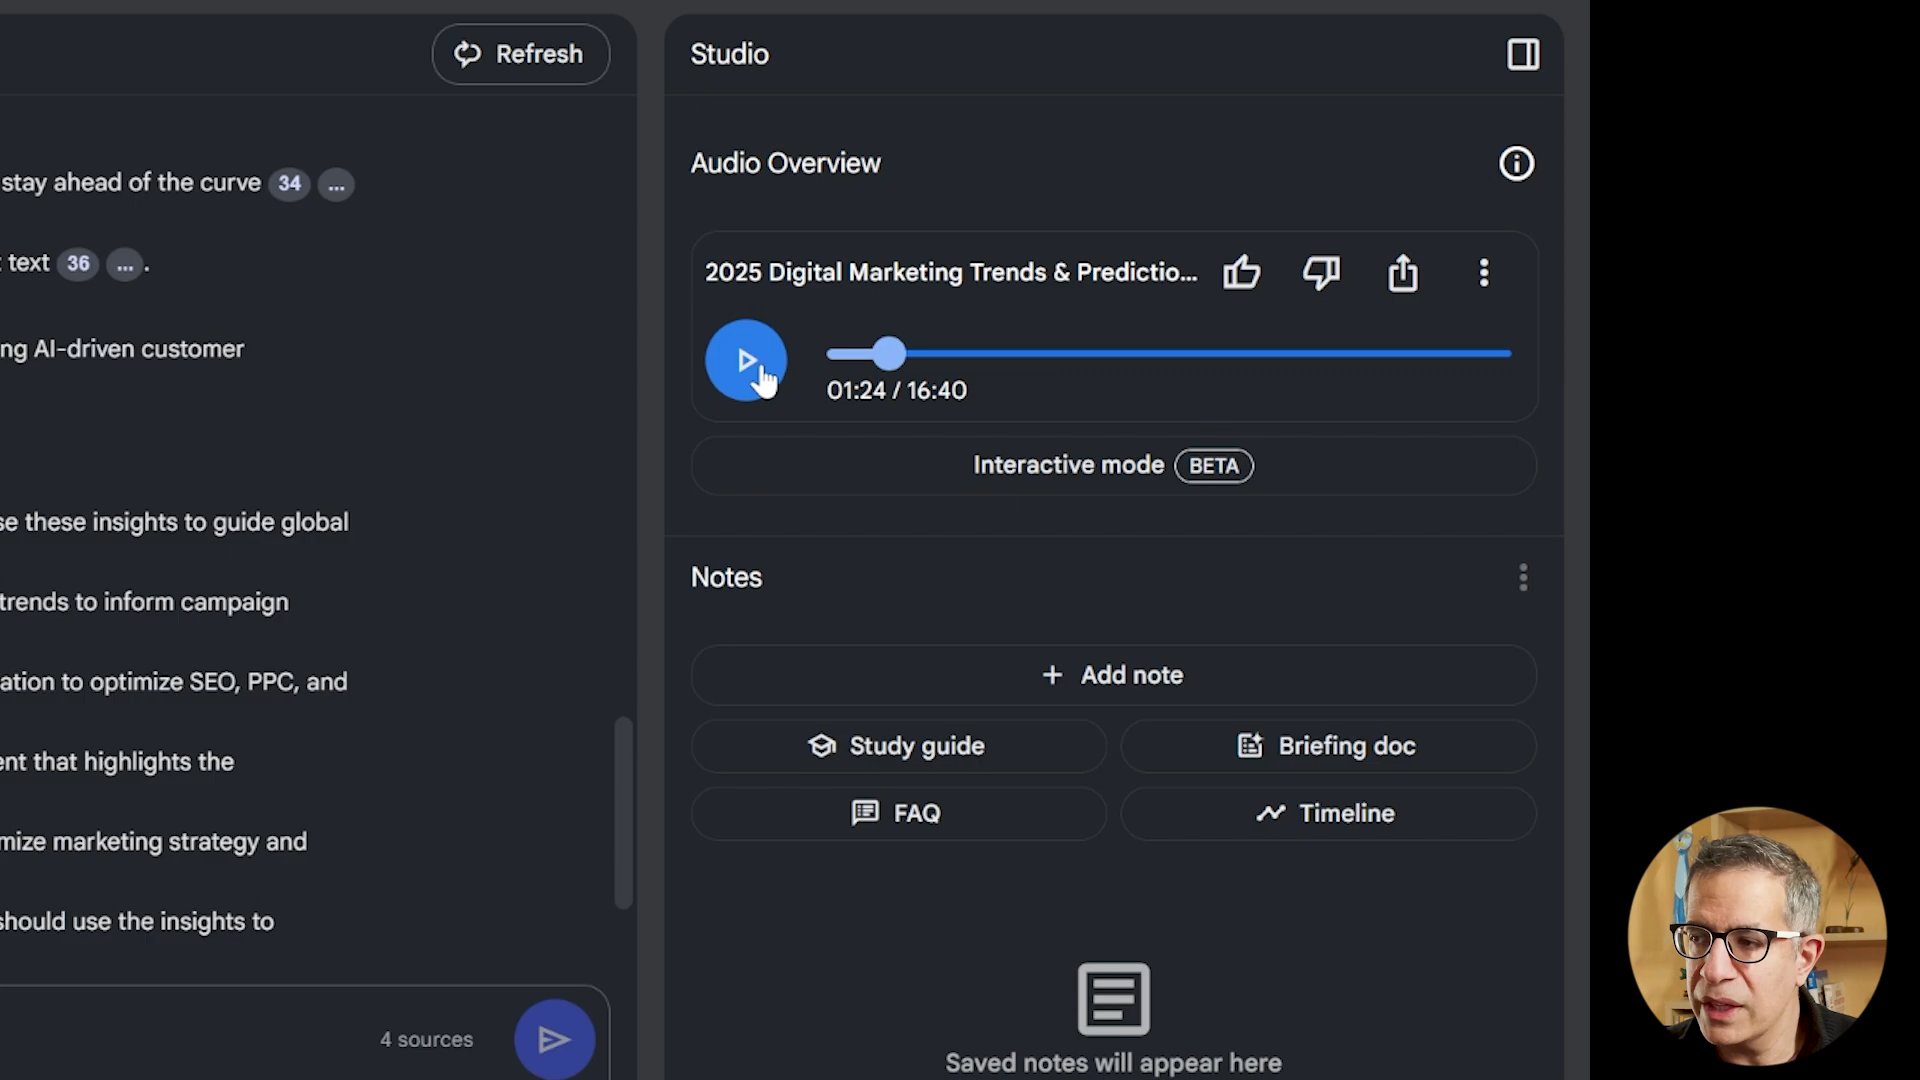 Refresh
stay ahead of the curve 34 ...
text 36 ... .
ng AI-driven customer
se these insights to guide global
trends to inform campaign
ation to optimize SEO, PPC, and
ent that highlights the
mize marketing strategy and
should use the insights to
4 sources
Studio
Audio Overview
2025 Digital Marketing Trends & Predictio...
01:24 / 16:40
Interactive mode BETA
Notes
+ Add note
Study guide
Briefing doc
FAQ
Timeline
Saved notes will appear here